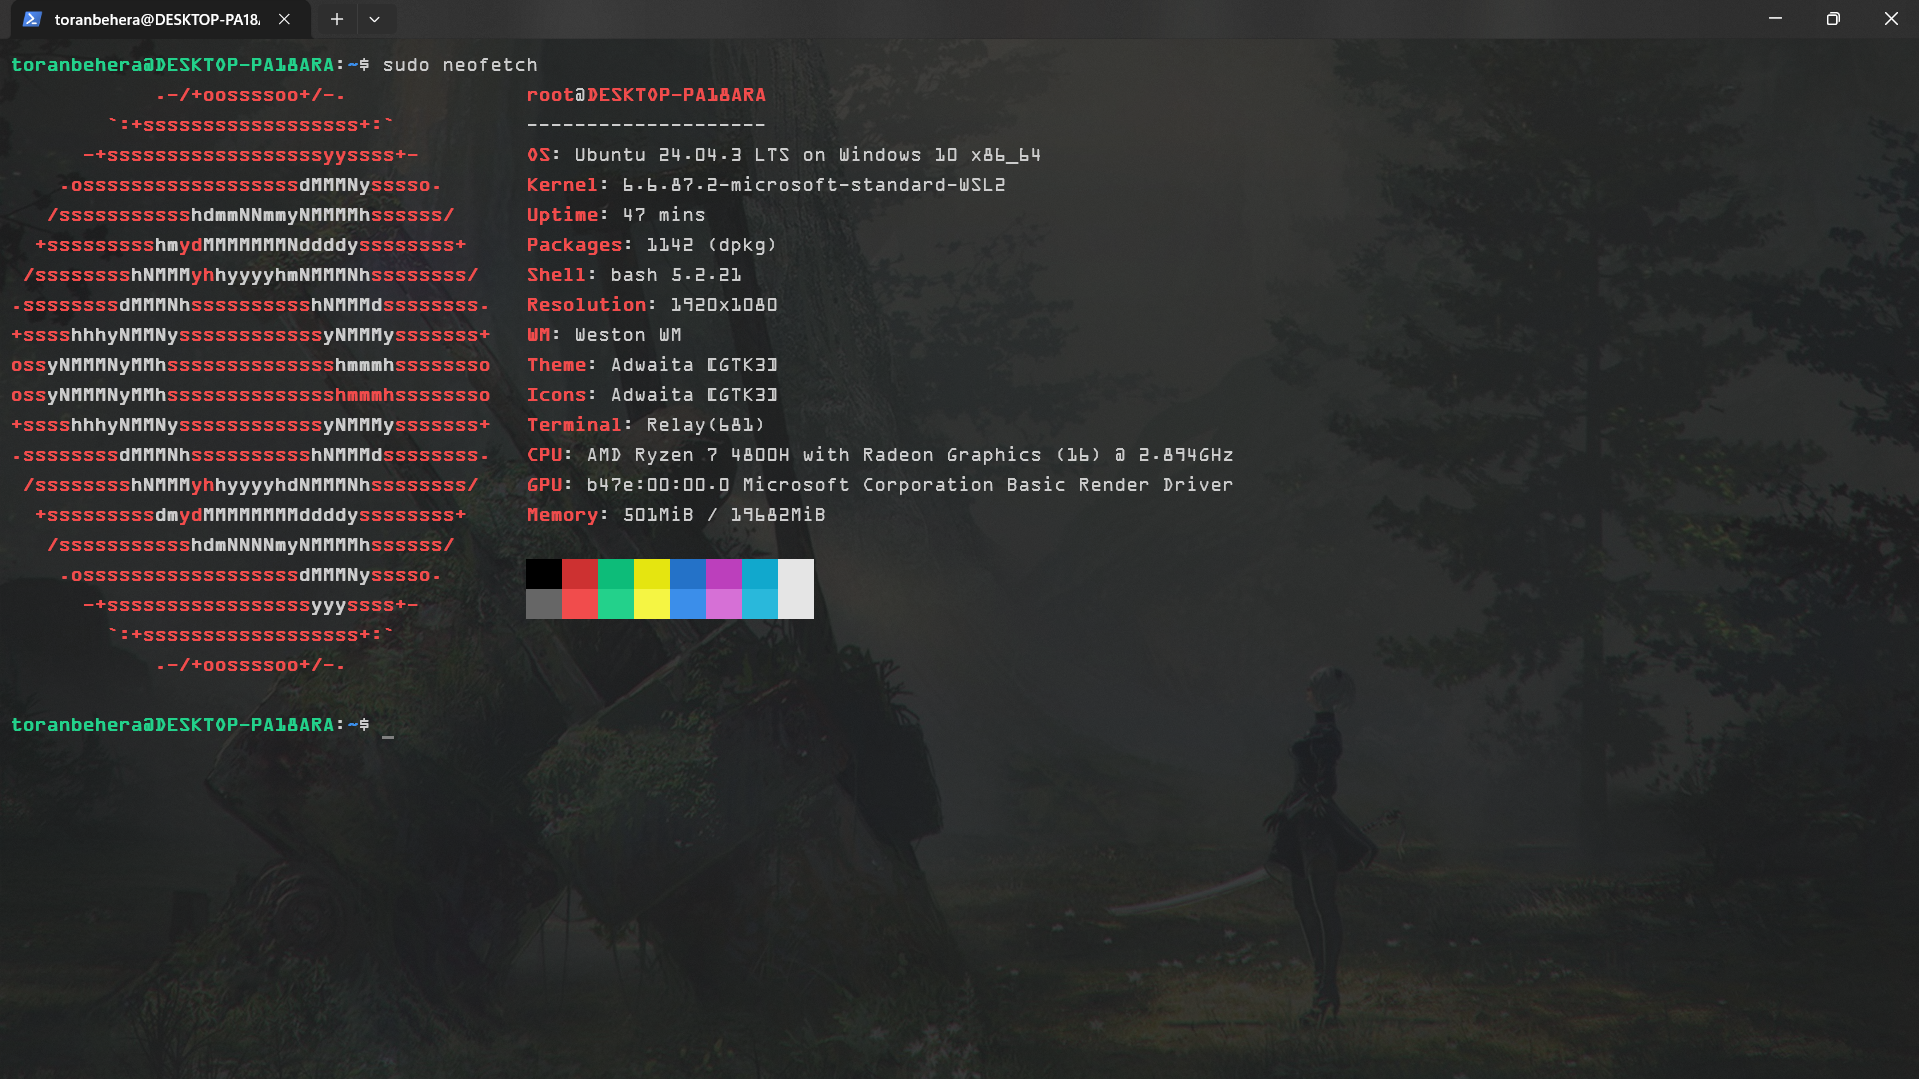 toranbehera@DESKTOP-PA18
toranbehera@DESKTOP-PA18ARA:~$ sudo neofetch
            .-/+oossssoo+/-.               root@DESKTOP-PA18ARA
        `:+ssssssssssssssssss+:`           --------------------
      -+ssssssssssssssssssyyssss+-         OS: Ubuntu 24.04.3 LTS on Windows 10 x86_64
    .ossssssssssssssssssdMMMNysssso.       Kernel: 6.6.87.2-microsoft-standard-WSL2
   /ssssssssssshdmmNNmmyNMMMMhssssss/      Uptime: 47 mins
  +ssssssssshmydMMMMMMMNddddyssssssss+     Packages: 1142 (dpkg)
 /sssssssshNMMMyhhyyyyhmNMMMNhssssssss/    Shell: bash 5.2.21
.ssssssssdMMMNhsssssssssshNMMMdssssssss.   Resolution: 1920x1080
+sssshhhyNMMNyssssssssssssyNMMMysssssss+   WM: Weston WM
ossyNMMMNyMMhsssssssssssssshmmmhssssssso   Theme: Adwaita [GTK3]
ossyNMMMNyMMhsssssssssssssshmmmhssssssso   Icons: Adwaita [GTK3]
+sssshhhyNMMNyssssssssssssyNMMMysssssss+   Terminal: Relay(681)
.ssssssssdMMMNhsssssssssshNMMMdssssssss.   CPU: AMD Ryzen 7 4800H with Radeon Graphics (16) @ 2.894GHz
 /sssssssshNMMMyhhyyyyhdNMMMNhssssssss/    GPU: b47e:00:00.0 Microsoft Corporation Basic Render Driver
  +sssssssssdmydMMMMMMMMddddyssssssss+     Memory: 501MiB / 19682MiB
   /ssssssssssshdmNNNNmyNMMMMhssssss/
    .ossssssssssssssssssdMMMNysssso.
      -+sssssssssssssssssyyyssss+-
        `:+ssssssssssssssssss+:`
            .-/+oossssoo+/-.
toranbehera@DESKTOP-PA18ARA:~$ _